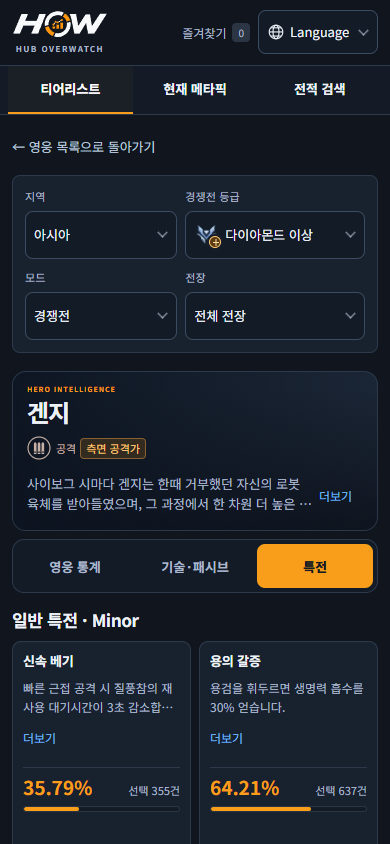 HOW
HUB OVERWATCH
즐겨찾기 0
Language
티어리스트 현재 메타픽 전적 검색
← 영웅 목록으로 돌아가기
지역 경쟁전 등급
아시아 다이아몬드 이상
모드 전장
경쟁전 전체 전장
HERO INTELLIGENCE
겐지
공격 측면 공격가
사이보그 시마다 겐지는 한때 거부했던 자신의 로봇
육체를 받아들였으며, 그 과정에서 한 차원 더 높은 … 더보기
영웅 통계 기술·패시브 특전
일반 특전 · Minor
신속 베기
빠른 근접 공격 시 질풍참의 재
사용 대기시간이 3초 감소합…
더보기
35.79% 선택 355건
용의 갈증
용검을 휘두르면 생명력 흡수를
30% 얻습니다.
더보기
64.21% 선택 637건